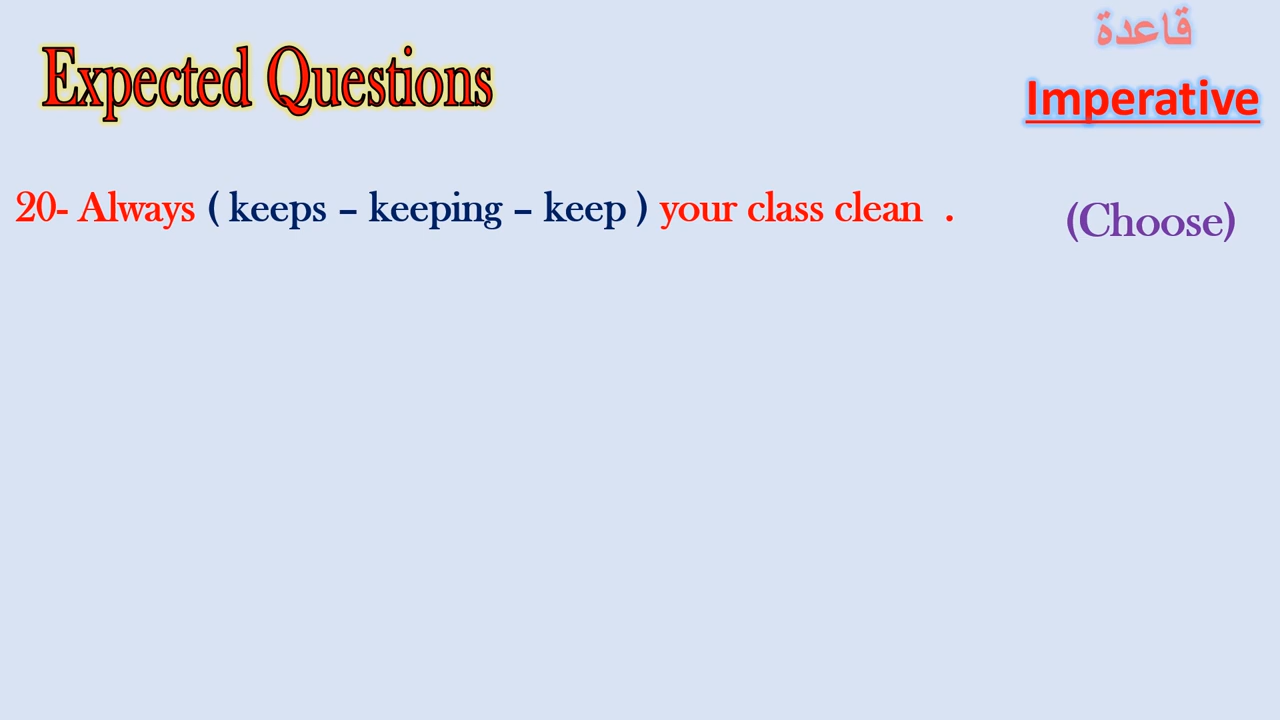 قاعدة
Expected Questions
Imperative
20- Always ( keeps – keeping – keep ) your class clean .
(Choose)